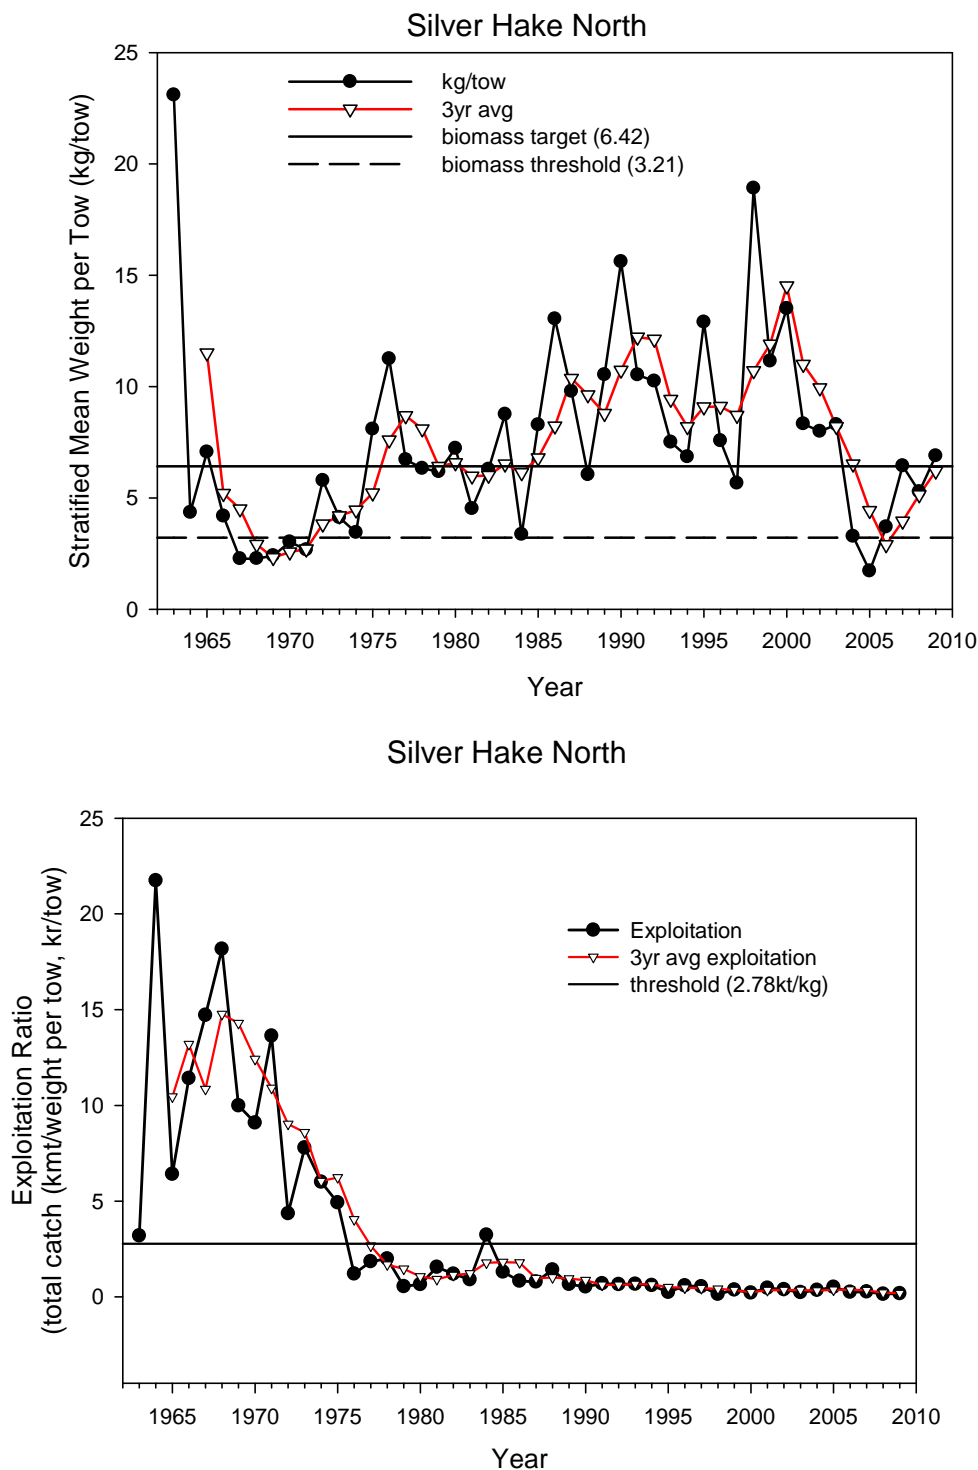 Silver Hake North
25
20
15
10
5
0
Stratified Mean Weight per Tow (kg/tow)
kg/tow
3yr avg
biomass target (6.42)
biomass threshold (3.21)
1965 1970 1975 1980 1985 1990 1995 2000 2005 2010
Year
Silver Hake North
25
20
15
10
5
0
Exploitation Ratio
(total catch (kmt/weight per tow, kr/tow)
Exploitation
3yr avg exploitation
threshold (2.78kt/kg)
1965 1970 1975 1980 1985 1990 1995 2000 2005 2010
Year